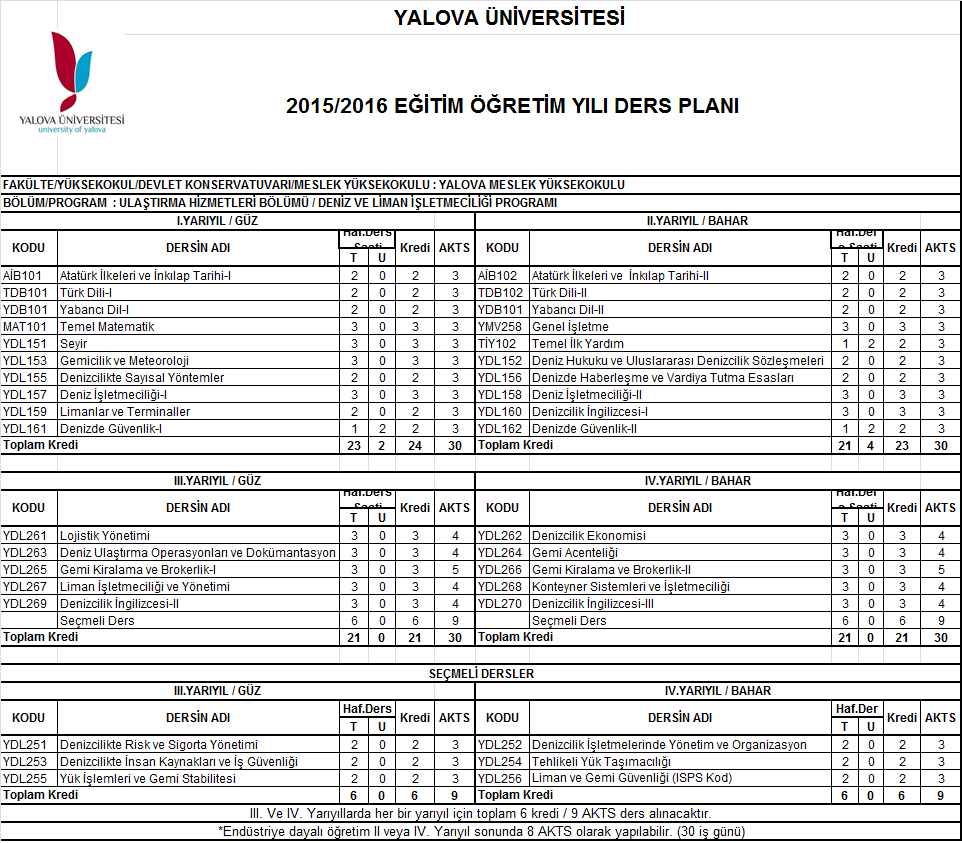 YALOVA ÜNİVERSİTESİ
YALOVA ÜNİVERSİTESİ
university of yalova
2015/2016 EĞİTİM ÖĞRETİM YILI DERS PLANI
FAKÜLTE/YÜKSEKOKUL/DEVLET KONSERVATUVARI/MESLEK YÜKSEKOKULU : YALOVA MESLEK YÜKSEKOKULU
BÖLÜM/PROGRAM : ULAŞTIRMA HİZMETLERİ BÖLÜMÜ / DENİZ VE LİMAN İŞLETMECİLİĞİ PROGRAMI
I.YARIYIL / GÜZ II.YARIYIL / BAHAR
KODU DERSİN ADI Haf.Ders Saati Kredi AKTS KODU DERSİN ADI Haf.Der s Saati Kredi AKTS
T U T U
AİB101 Atatürk İlkeleri ve İnkılap Tarihi-I 2 0 2 3 AİB102 Atatürk İlkeleri ve İnkılap Tarihi-II 2 0 2 3
TDB101 Türk Dili-I 2 0 2 3 TDB102 Türk Dili-II 2 0 2 3
YDB101 Yabancı Dil-I 2 0 2 3 YDB101 Yabancı Dil-II 2 0 2 3
MAT101 Temel Matematik 3 0 3 3 YMV258 Genel İşletme 3 0 3 3
YDL151 Seyir 3 0 3 3 TİY102 Temel İlk Yardım 1 2 2 3
YDL153 Gemicilik ve Meteoroloji 3 0 3 3 YDL152 Deniz Hukuku ve Uluslararası Denizcilik Sözleşmeleri 2 0 2 3
YDL155 Denizcilikte Sayısal Yöntemler 2 0 2 3 YDL156 Denizde Haberleşme ve Vardiya Tutma Esasları 2 0 2 3
YDL157 Deniz İşletmeciliği-I 3 0 3 3 YDL158 Deniz İşletmeciliği-II 3 0 3 3
YDL159 Limanlar ve Terminaller 2 0 2 3 YDL160 Denizcilik İngilizcesi-I 3 0 3 3
YDL161 Denizde Güvenlik-I 1 2 2 3 YDL162 Denizde Güvenlik-II 1 2 2 3
Toplam Kredi 23 2 24 30 Toplam Kredi 21 4 23 30
III.YARIYIL / GÜZ IV.YARIYIL / BAHAR
KODU DERSİN ADI Haf.Ders Saati Kredi AKTS KODU DERSİN ADI Haf.Der s Saati Kredi AKTS
T U T U
YDL261 Lojistik Yönetimi 3 0 3 4 YDL262 Denizcilik Ekonomisi 3 0 3 4
YDL263 Deniz Ulaştırma Operasyonları ve Dokümantasyon 3 0 3 4 YDL264 Gemi Acenteliği 3 0 3 4
YDL265 Gemi Kiralama ve Brokerlik-I 3 0 3 5 YDL266 Gemi Kiralama ve Brokerlik-II 3 0 3 5
YDL267 Liman İşletmeciliği ve Yönetimi 3 0 3 4 YDL268 Konteyner Sistemleri ve İşletmeciliği 3 0 3 4
YDL269 Denizcilik İngilizcesi-II 3 0 3 4 YDL270 Denizcilik İngilizcesi-III 3 0 3 4
Seçmeli Ders 6 0 6 9 Seçmeli Ders 6 0 6 9
Toplam Kredi 21 0 21 30 Toplam Kredi 21 0 21 30
SEÇMELİ DERSLER
III.YARIYIL / GÜZ IV.YARIYIL / BAHAR
KODU DERSİN ADI Haf.Ders Kredi AKTS KODU DERSİN ADI Haf.Der Kredi AKTS
T U T U
YDL251 Denizcilikte Risk ve Sigorta Yönetimi 2 0 2 3 YDL252 Denizcilik İşletmelerinde Yönetim ve Organizasyon 2 0 2 3
YDL253 Denizcilikte İnsan Kaynakları ve İş Güvenliği 2 0 2 3 YDL254 Tehlikeli Yük Taşımacılığı 2 0 2 3
YDL255 Yük İşlemleri ve Gemi Stabilitesi 2 0 2 3 YDL256 Liman ve Gemi Güvenliği (ISPS Kod) 2 0 2 3
Toplam Kredi 6 0 6 9 Toplam Kredi 6 0 6 9
III. Ve IV. Yarıyıllarda her bir yarıyıl için toplam 6 kredi / 9 AKTS ders alınacaktır.
*Endüstriye dayalı öğretim II veya IV. Yarıyıl sonunda 8 AKTS olarak yapılabilir. (30 iş günü)